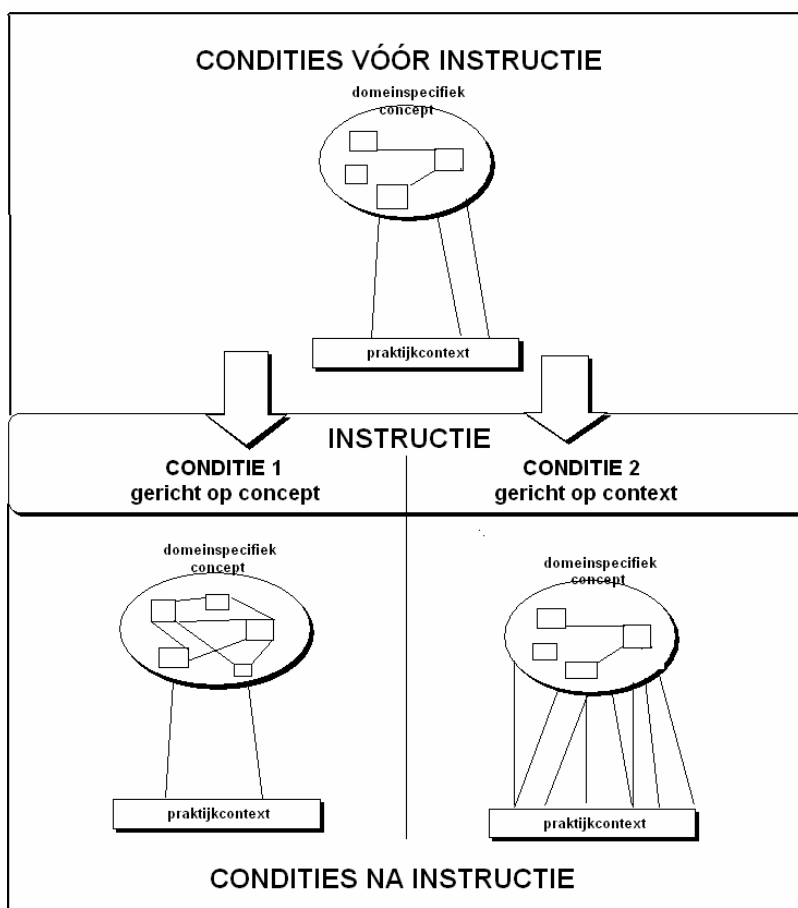 CONDITIES VÓÓR INSTRUCTIE
domeinspecifiek
concept
praktijkcontext
INSTRUCTIE
CONDITIE 1
gericht op concept
CONDITIE 2
gericht op context
domeinspecifiek
concept
praktijkcontext
domeinspecifiek
concept
praktijkcontext
CONDITIES NA INSTRUCTIE